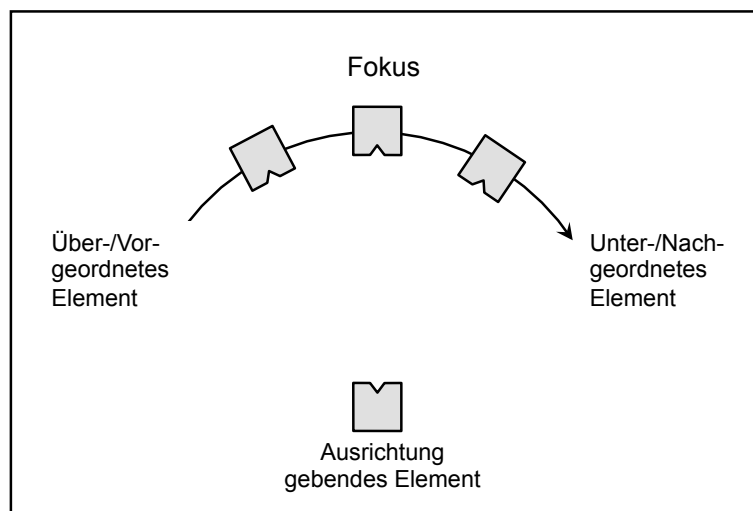 Fokus
Über-/Vor-
geordnetes
Element
Unter-/Nach-
geordnetes
Element
Ausrichtung
gebendes Element